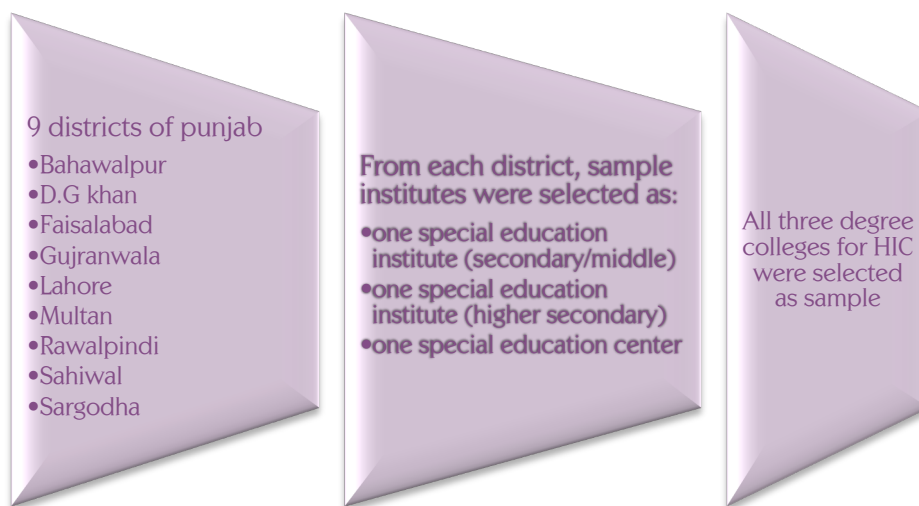 9 districts of punjab
•Bahawalpur
•D.G khan
•Faisalabad
•Gujranwala
•Lahore
•Multan
•Rawalpindi
•Sahiwal
•Sargodha
From each district, sample
institutes were selected as:
•one special education
institute (secondary/middle)
•one special education
institute (higher secondary)
•one special education center
All three degree
colleges for HIC
were selected
as sample